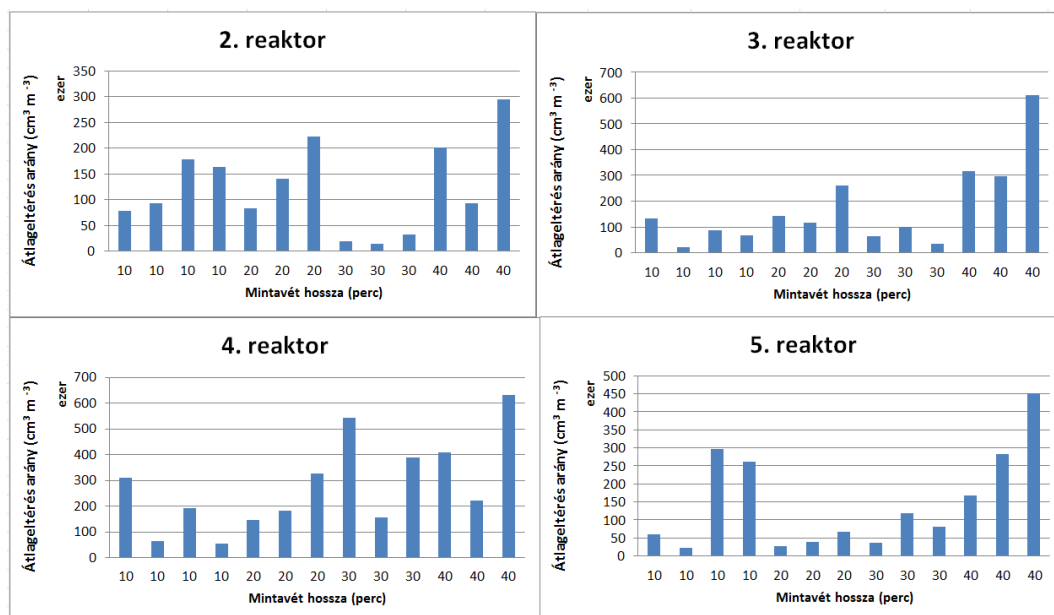 2. reaktor
Átlageltérés arány (cm³ m ⁻³)
ezer
350
300
250
200
150
100
50
0
10 10 10 10 20 20 20 30 30 30 40 40 40
Mintavét hossza (perc)
3. reaktor
Átlageltérés arány (cm³ m ⁻³)
ezer
700
600
500
400
300
200
100
0
10 10 10 10 20 20 20 30 30 30 40 40 40
Mintavét hossza (perc)
4. reaktor
Átlageltérés arány (cm³ m ⁻³)
ezer
700
600
500
400
300
200
100
0
10 10 10 10 20 20 20 30 30 30 40 40 40
Mintavét hossza (perc)
5. reaktor
Átlageltérés arány (cm³ m ⁻³)
ezer
500
450
400
350
300
250
200
150
100
50
0
10 10 10 10 20 20 20 30 30 30 40 40 40
Mintavét hossza (perc)